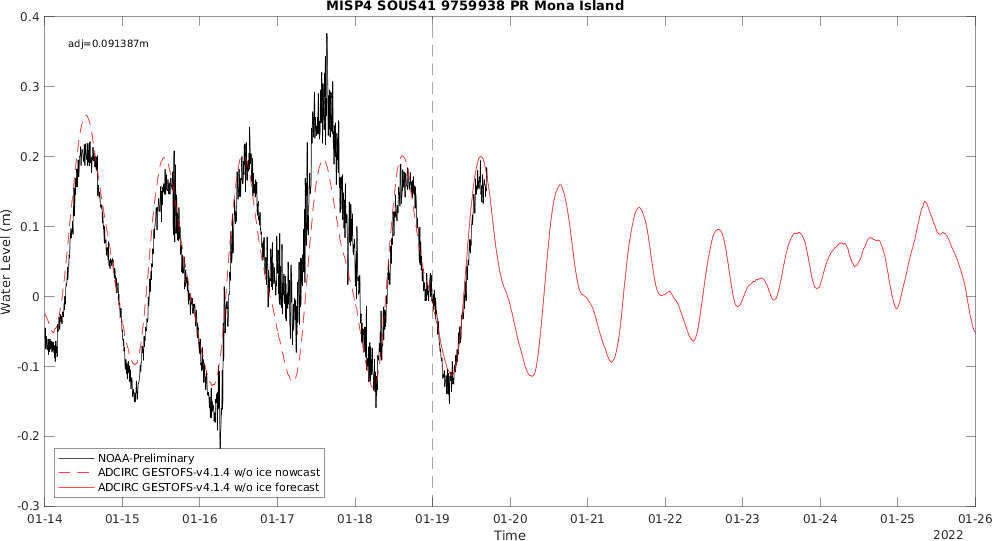 MISP4 SOUS41 9759938 PR Mona Island
adj=0.091387m
Water Level (m)
0.4
0.3
0.2
0.1
0
-0.1
-0.2
-0.3
NOAA-Preliminary
ADCIRC GESTOFS-v4.1.4 w/o ice nowcast
ADCIRC GESTOFS-v4.1.4 w/o ice forecast
01-14 01-15 01-16 01-17 01-18 01-19 01-20 01-21 01-22 01-23 01-24 01-25 01-26
Time
2022